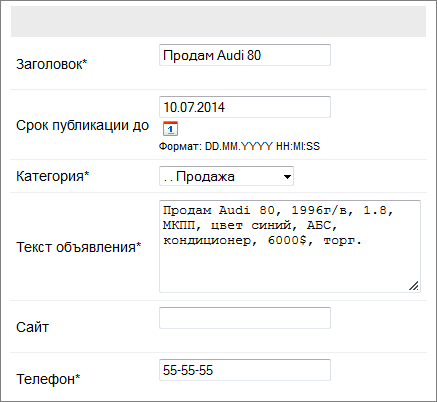 Заголовок*
Продам Audi 80
Срок публикации до
10.07.2014
1
Формат: DD.MM.YYYY HH:MI:SS
Категория*
. . Продажа
Текст объявления*
Продам Audi 80, 1996г/в, 1.8,
МКПП, цвет синий, АБС,
кондиционер, 6000$, торг.
Сайт
Телефон*
55-55-55